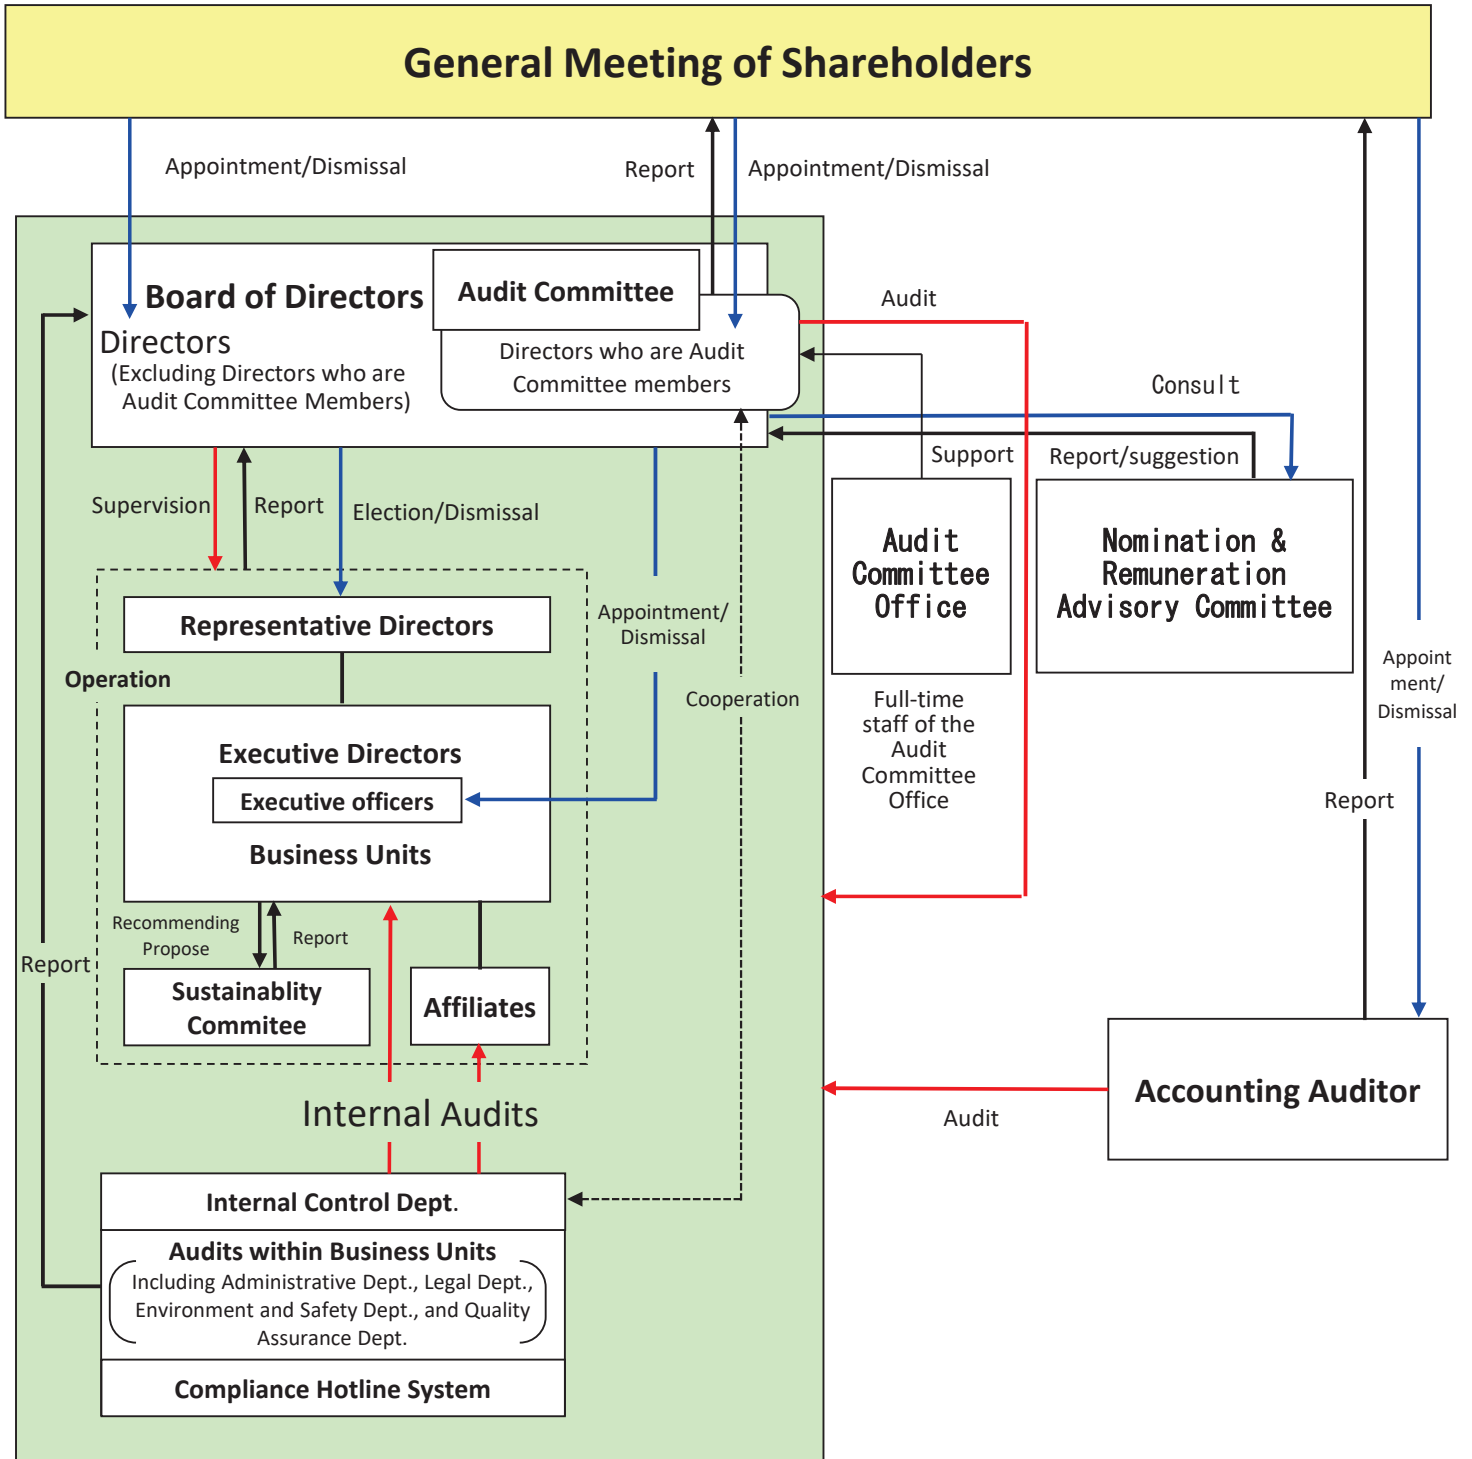 General Meeting of Shareholders
Appointment/Dismissal
Report
Appointment/Dismissal
Board of Directors
Audit Committee
Directors
(Excluding Directors who are
Audit Committee Members)
Directors who are Audit
Committee members
Audit
Consult
Support
Report/suggestion
Supervision
Report
Election/Dismissal
Audit
Committee
Office
Nomination &
Remuneration
Advisory Committee
Representative Directors
Appointment/
Dismissal
Operation
Cooperation
Full-time
staff of the
Audit
Committee
Office
Appoint
ment/
Dismissal
Executive Directors
Executive officers
Business Units
Report
Recommending
Propose
Report
Report
Sustainablity
Commitee
Affiliates
Internal Audits
Accounting Auditor
Audit
Internal Control Dept.
Audits within Business Units
Including Administrative Dept., Legal Dept.,
Environment and Safety Dept., and Quality
Assurance Dept.
Compliance Hotline System